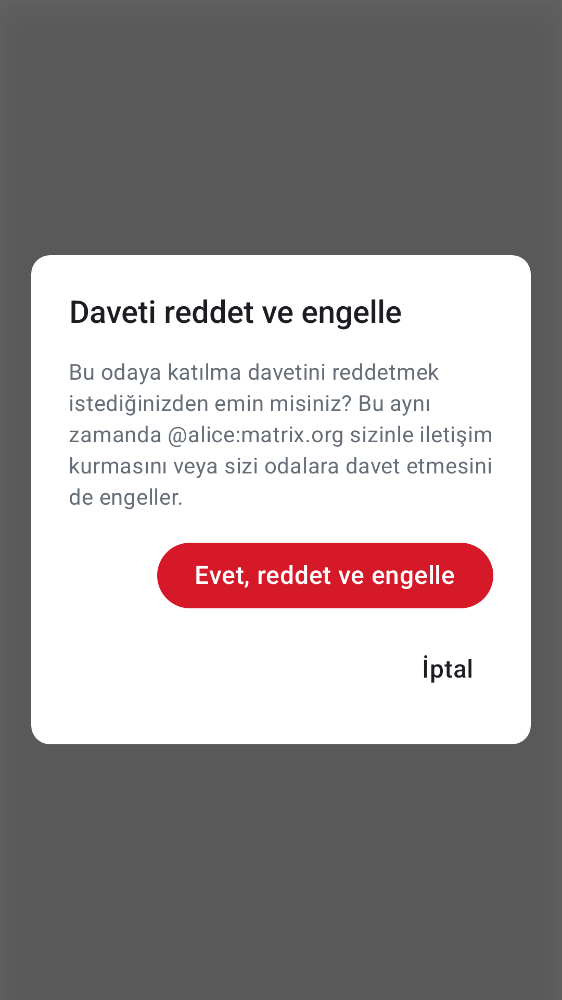 Daveti reddet ve engelle
Bu odaya katılma davetini reddetmek
istediğinizden emin misiniz? Bu aynı
zamanda @alice:matrix.org sizinle iletişim
kurmasını veya sizi odalara davet etmesini
de engeller.
Evet, reddet ve engelle
İptal